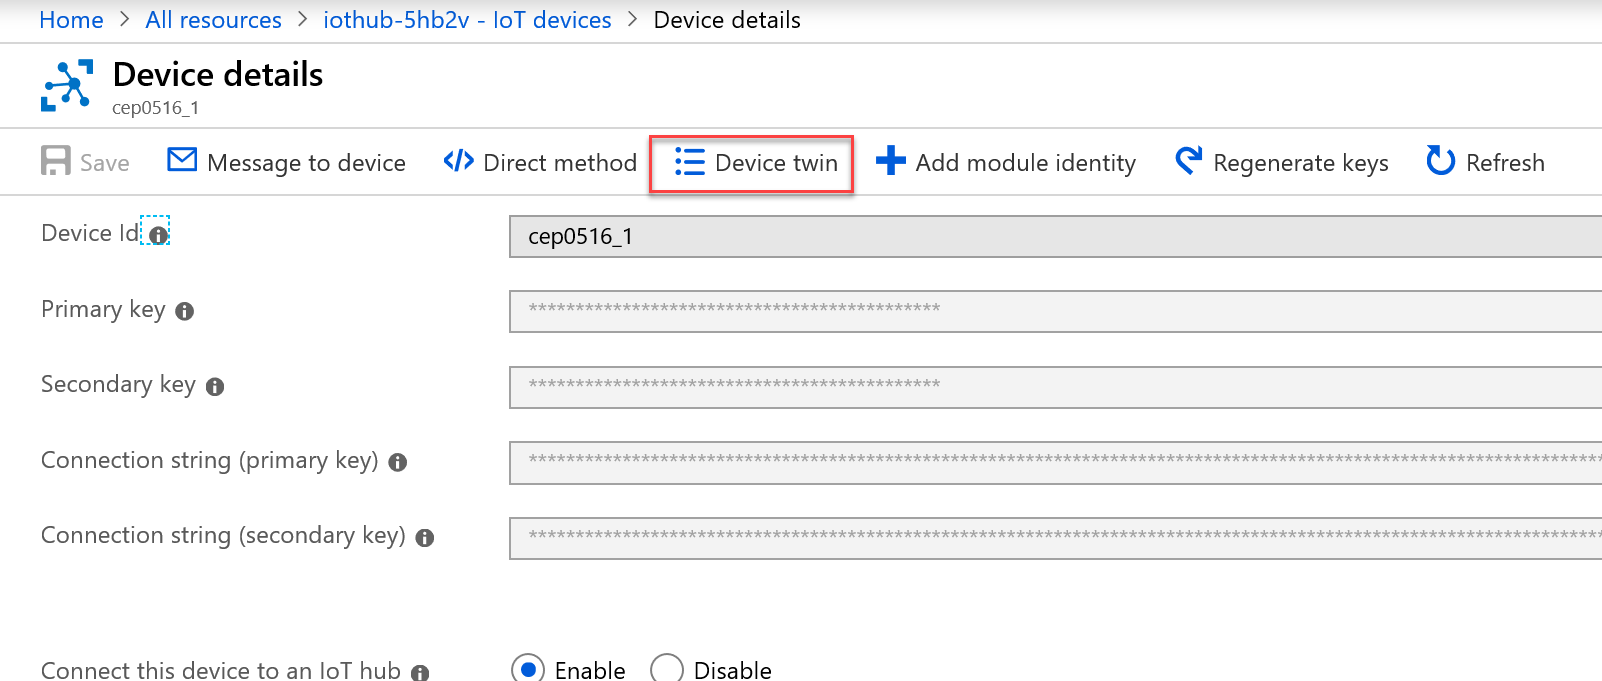 Home > All resources > iothub-5hb2v - IoT devices > Device details
Device details
cep0516_1
Save Message to device Direct method Device twin Add module identity Regenerate keys Refresh
Device Id cep0516_1
Primary key ********************************************
Secondary key ********************************************
Connection string (primary key) ********************************************************************************************************************
Connection string (secondary key) ********************************************************************************************************************
Connect this device to an IoT hub Enable Disable